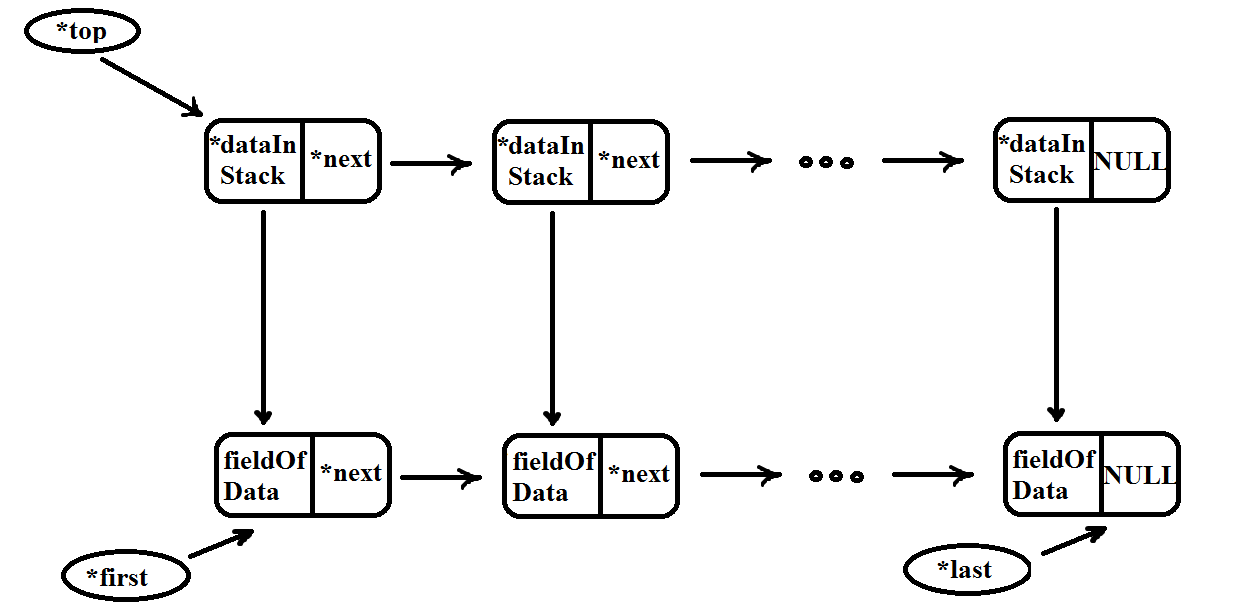 *top
*dataIn
Stack
*next
*dataIn
Stack
*next
*dataIn
Stack
NULL
fieldOf
Data
*next
fieldOf
Data
*next
fieldOf
Data
NULL
*first
*last